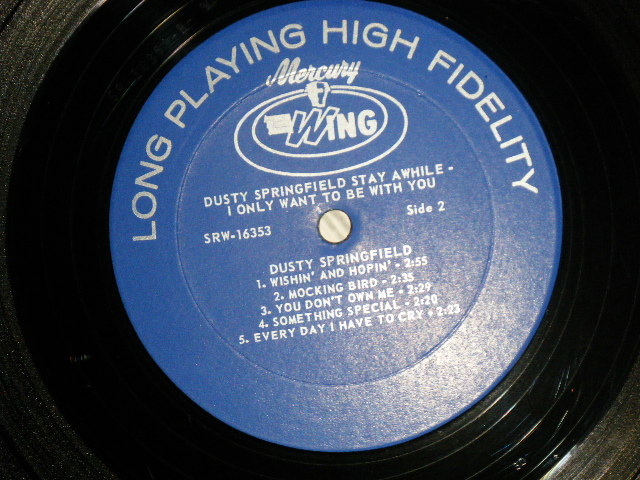 LONG PLAYING HIGH FIDELITY
Mercury
WING
DUSTY SPRINGFIELD STAY AWHILE -
I ONLY WANT TO BE WITH YOU
SRW-16353
Side 2
DUSTY SPRINGFIELD
1. WISHIN' AND HOPIN' - 2:55
2. MOCKING BIRD - 2:35
3. YOU DON'T OWN ME - 2:29
4. SOMETHING SPECIAL - 2:20
5. EVERY DAY I HAVE TO CRY - 2:23